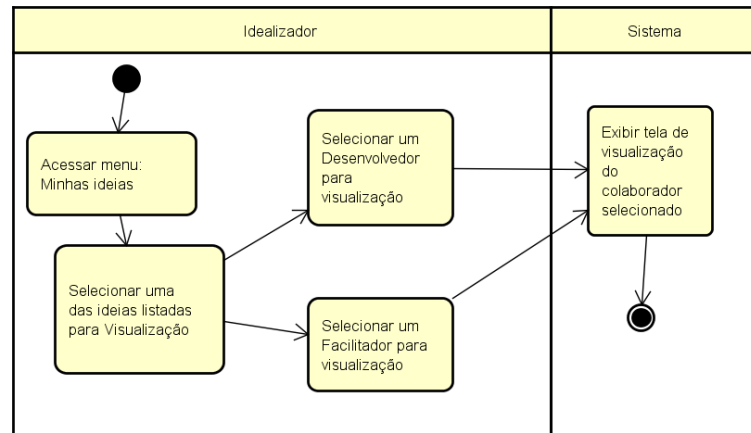 Idealizador
Sistema
Acessar menu:
Minhas ideias
Selecionar uma
das ideias listadas
para Visualização
Selecionar um
Desenvolvedor
para
visualização
Selecionar um
Facilitador para
visualização
Exibir tela de
visualização
do
colaborador
selecionado